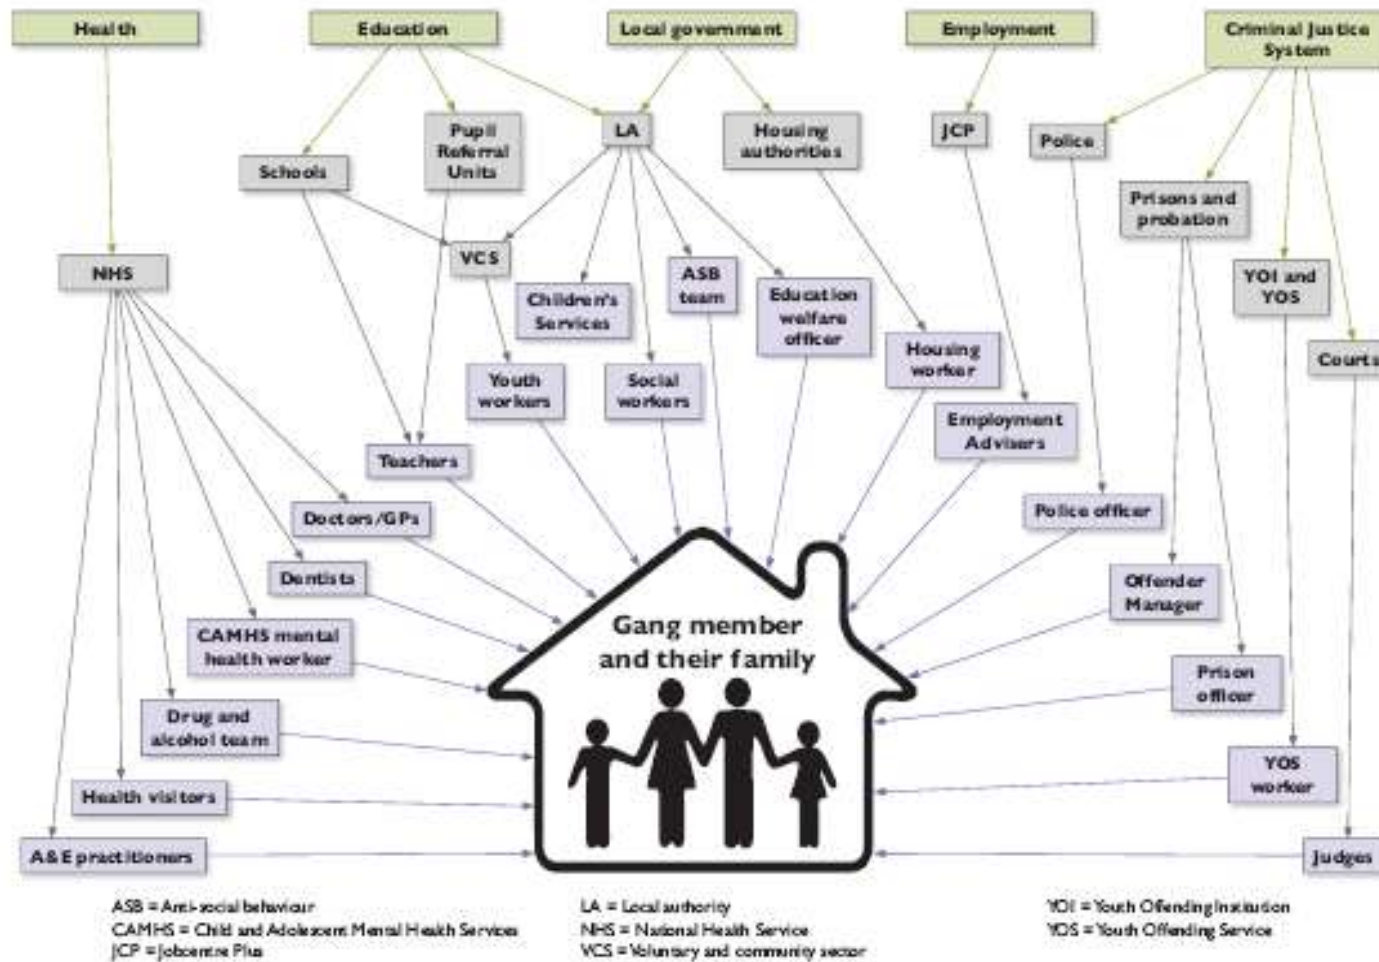 Health
Education
Local government
Employment
Criminal Justice
System
Schools
Pupil
Referral
Units
LA
Housing
authorities
JCP
Police
Prisons and
probation
NHS
VCS
Children's
Services
ASB
team
Education
welfare
officer
YOI and
YOS
Housing
worker
Courts
Youth
workers
Social
workers
Employment
Advisers
Teachers
Doctors/GPs
Police officer
Dentists
Offender
Manager
CAMHS mental
health worker
Gang member
and their family
Prison
officer
Drug and
alcohol team
YOS
worker
Health visitors
A&E practitioners
Judges
ASB = Anti-social behaviour
CAMHS = Child and Adolescent Mental Health Services
JCP = Jobcentre Plus
LA = Local authority
NHS = National Health Service
VCS = Voluntary and community sector
YOI = Youth Offending Institution
YOS = Youth Offending Service